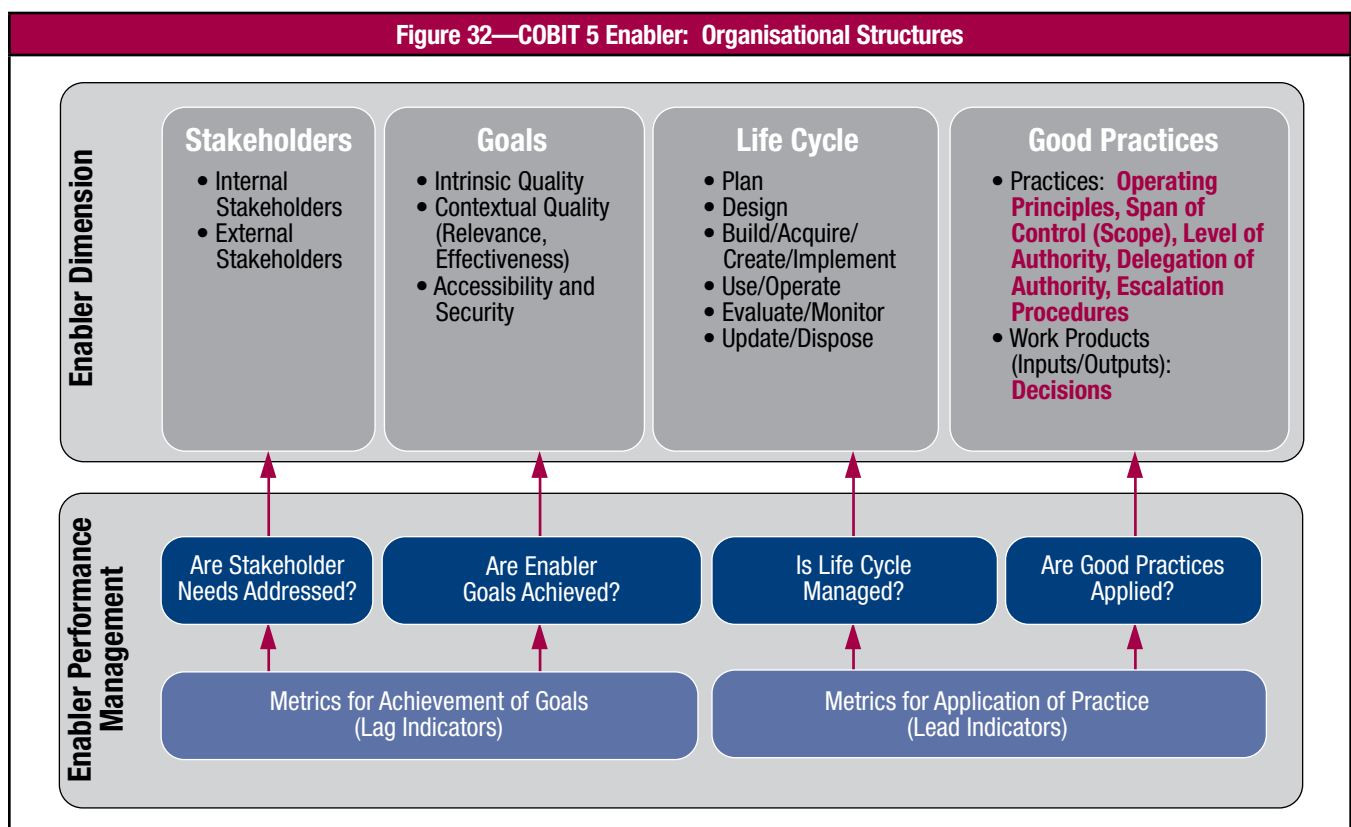 Figure 32—COBIT 5 Enabler: Organisational Structures
Enabler Dimension
Stakeholders
• Internal
Stakeholders
• External
Stakeholders
Goals
• Intrinsic Quality
• Contextual Quality
(Relevance,
Effectiveness)
• Accessibility and
Security
Life Cycle
• Plan
• Design
• Build/Acquire/
Create/Implement
• Use/Operate
• Evaluate/Monitor
• Update/Dispose
Good Practices
• Practices: Operating
Principles, Span of
Control (Scope), Level of
Authority, Delegation of
Authority, Escalation
Procedures
• Work Products
(Inputs/Outputs):
Decisions
Enabler Performance
Management
Are Stakeholder
Needs Addressed?
Are Enabler
Goals Achieved?
Is Life Cycle
Managed?
Are Good Practices
Applied?
Metrics for Achievement of Goals
(Lag Indicators)
Metrics for Application of Practice
(Lead Indicators)